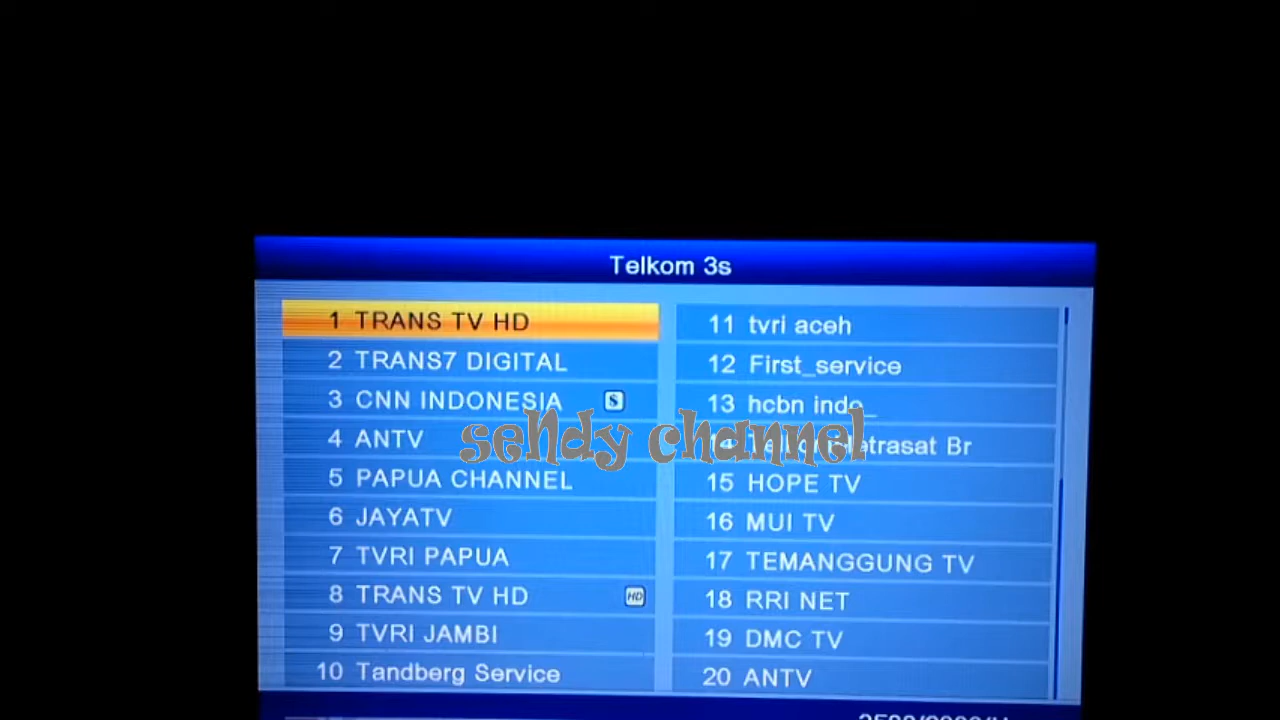 Telkom 3s
1 TRANS TV HD
2 TRANS7 DIGITAL
3 CNN INDONESIA S
4 ANTV
5 PAPUA CHANNEL
6 JAYATV
7 TVRI PAPUA
8 TRANS TV HD HD
9 TVRI JAMBI
10 Tandberg Service
11 tvri aceh
12 First_service
13 hcbn indo_
14 Br
15 HOPE TV
16 MUI TV
17 TEMANGGUNG TV
18 RRI NET
19 DMC TV
20 ANTV
sendy channel